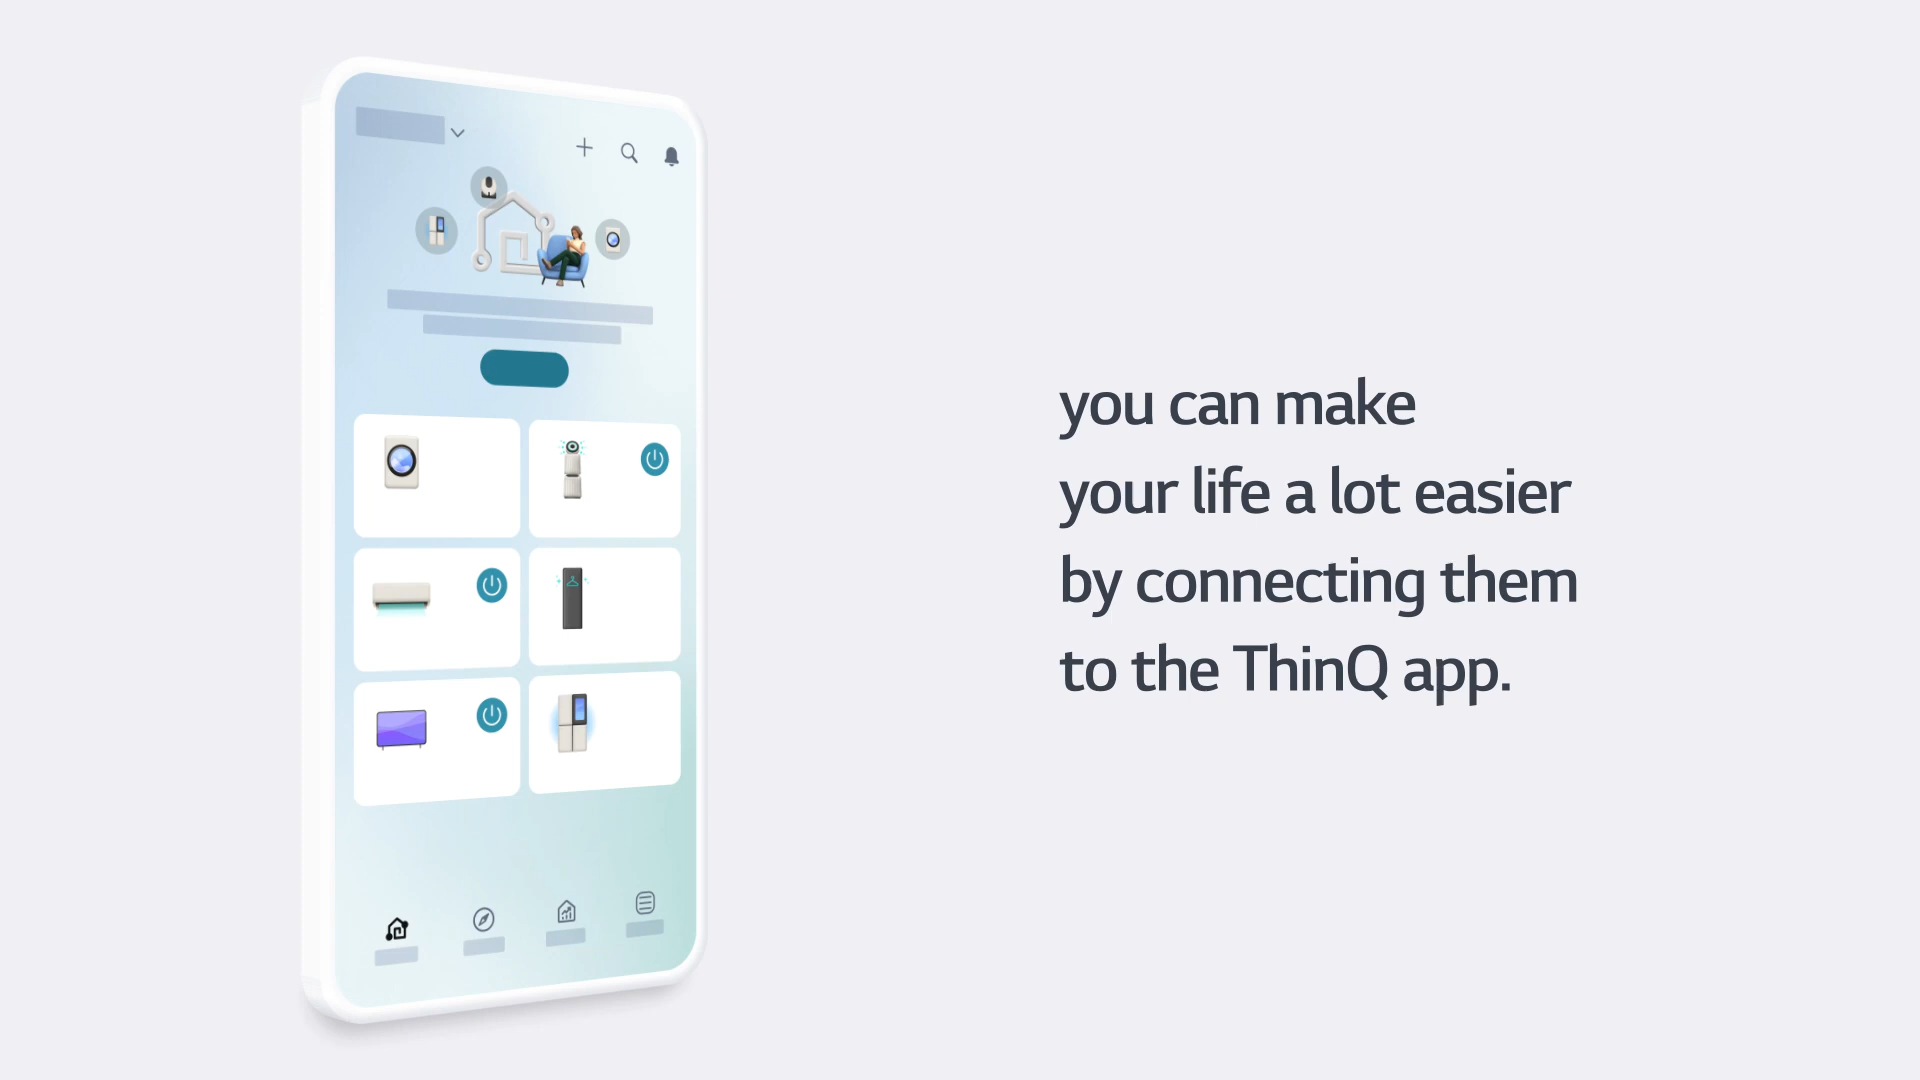 you can make
your life a lot easier
by connecting them
to the ThinQ app.